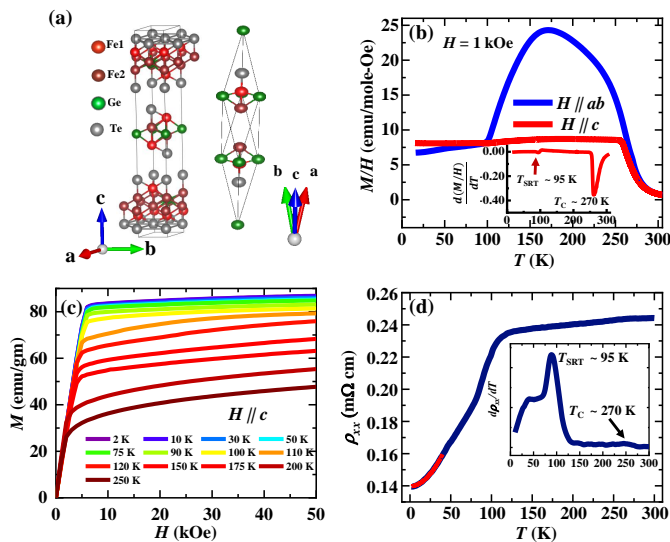 (a)
Fe1
Fe2
Ge
Te
c
b
a
b
c
a
(b)
H = 1 kOe
H // ab
H // c
M/H (emu/mole-Oe)
25
20
15
10
5
0
0 50 100 150 200 250 300
T (K)
d(M/H)
dT
0.00
-0.20
-0.40
T_SRT ~ 95 K
T_C ~ 270 K
0 100 200 300
(c)
M (emu/gm)
80
60
40
20
0
0 10 20 30 40 50
H (kOe)
H // c
2 K 10 K 30 K 50 K
75 K 90 K 100 K 110 K
120 K 150 K 175 K 200 K
250 K
(d)
ρxx (mΩ cm)
0.26
0.24
0.22
0.20
0.18
0.16
0.14
0 50 100 150 200 250 300
T (K)
dρxx/dT
T_SRT ~ 95 K
T_C ~ 270 K
0 50 100 150 200 250 300